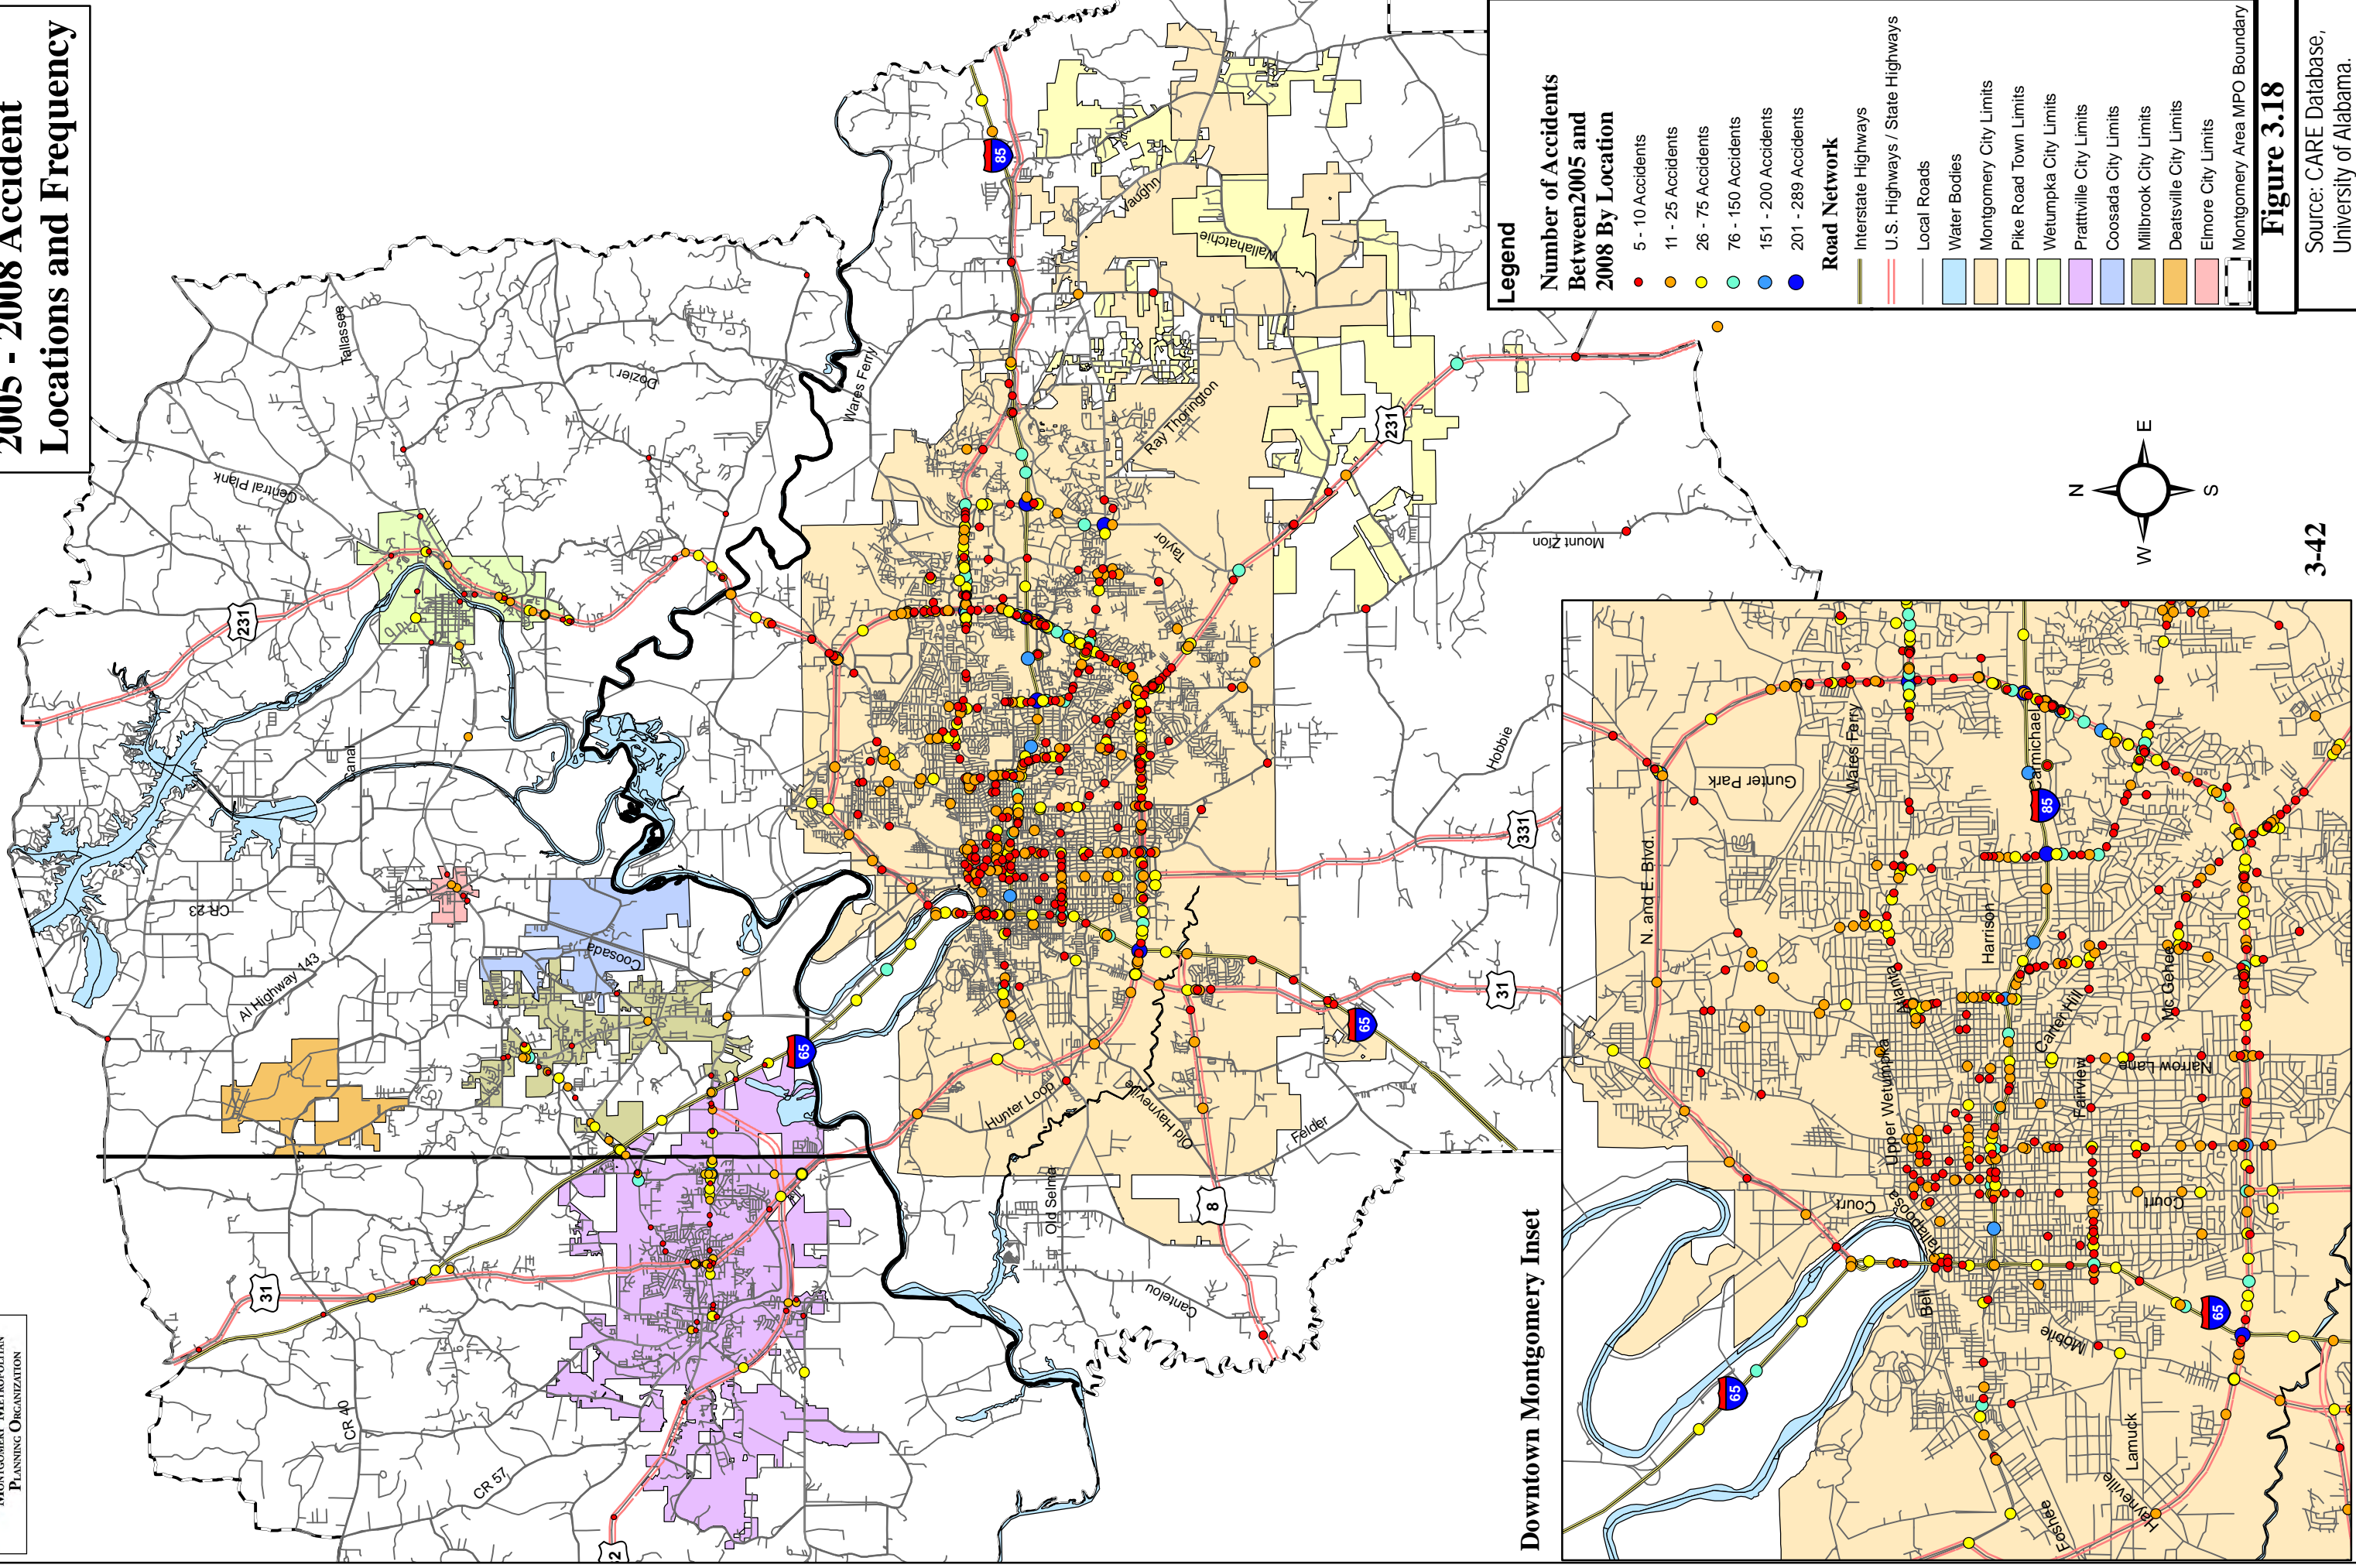 2005 - 2008 Accident
Locations and Frequency
MONTGOMERY METROPOLITAN
PLANNING ORGANIZATION
Tallassee
Central Plank
Dozier
Wares Ferry
231
Canal
CR 23
Al Highway 143
Coosada
31
CR 40
CR 57
65
85
Vaughn
Wallahatchie
Ray Thorington
231
Taylor
Mount Zion
Hobbie
331
31
65
Hunter Loop
Old Hayneville
Felder
Old Selma
8
Cantelou
Legend
Number of Accidents
Between2005 and
2008 By Location
5 - 10 Accidents
11 - 25 Accidents
26 - 75 Accidents
76 - 150 Accidents
151 - 200 Accidents
201 - 289 Accidents
Road Network
Interstate Highways
U.S. Highways / State Highways
Local Roads
Water Bodies
Montgomery City Limits
Pike Road Town Limits
Wetumpka City Limits
Prattville City Limits
Coosada City Limits
Millbrook City Limits
Deatsville City Limits
Elmore City Limits
Montgomery Area MPO Boundary
Figure 3.18
Source: CARE Database,
University of Alabama.
N
W
E
S
3-42
Downtown Montgomery Inset
N. and E. Blvd.
Gunter Park
Wares Ferry
Carmichael
85
Harrison
Atlanta
Upper Wetumpka
Carter Hill
Mc Gehee
Narrow Lane
Fairview
Court
Court
Tallapoosa
Bell
Mobile
65
65
Lamuck
Hayneville
Foshee